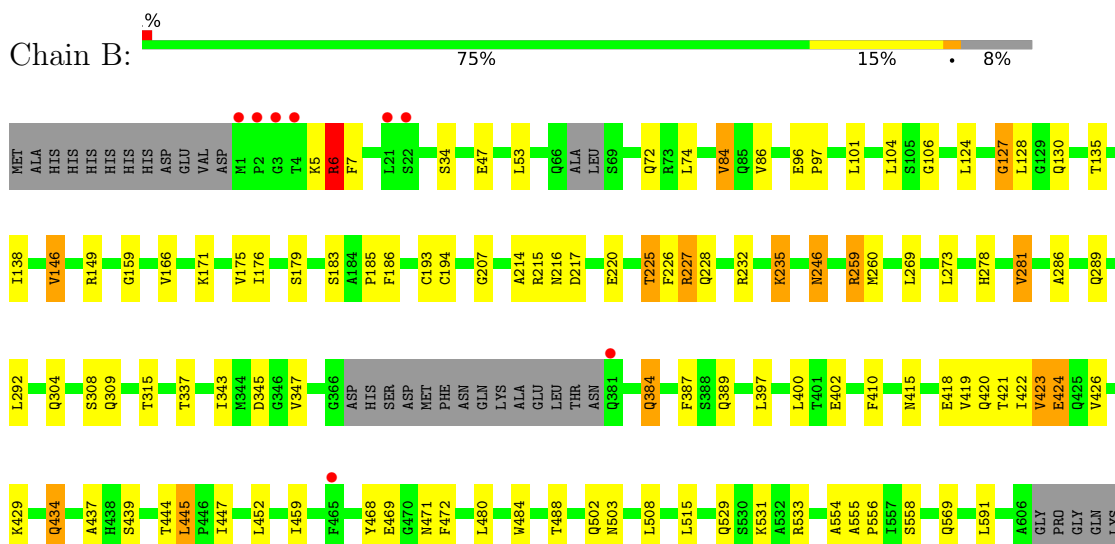 .%
Chain B:
75% 15% • 8%
MET ALA HIS HIS HIS HIS HIS HIS ASP GLU VAL ASP M1 P2 G3 T4 K5 R6 F7 L21 S22 S34 E47 L53 Q66 ALA LEU S69 Q72 R73 L74 V84 Q85 V86 E96 P97 L101 L104 S105 G106 L124 G127 L128 G129 Q130 T135
I138 V146 R149 G159 V166 K171 V175 I176 S179 S183 A184 P185 F186 C193 C194 G207 A214 R215 N216 D217 E220 T225 F226 R227 Q228 R232 K235 N246 R259 M260 L269 L273 H278 V281 A286 Q289
L292 Q304 S308 Q309 T315 T337 I343 M344 D345 G346 V347 G366 ASP HIS SER ASP MET PHE ASN GLN LYS ALA GLU LEU THR ASN Q381 Q384 F387 S388 Q389 L397 L400 T401 E402 F410 N415 E418 V419 Q420 T421 I422 V423 E424 Q425 V426
K429 Q434 A437 H438 S439 T444 L445 P446 I447 L452 I459 F465 Y468 E469 G470 N471 F472 L480 W484 T488 Q502 N503 L508 L515 Q529 S530 K531 A532 R533 A554 A555 P556 I557 S558 Q569 L591 A606 GLY PRO GLY GLN LYS